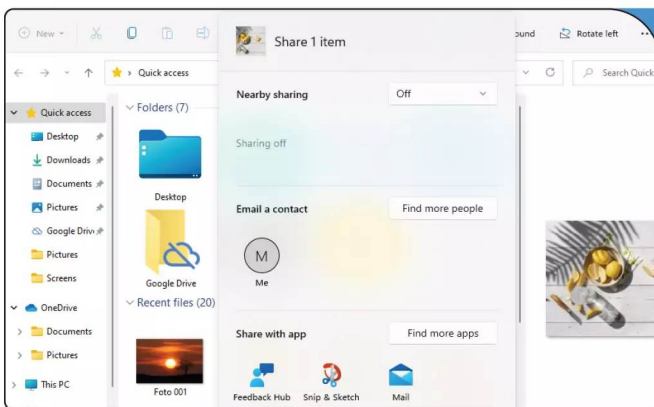 New
Share 1 item
Rotate left
Quick access
Search Quick
Quick access
Desktop
Downloads
Documents
Pictures
Google Driv
Pictures
Screens
OneDrive
Documents
Pictures
This PC
Folders (7)
Desktop
Google Drive
Recent files (20)
Foto 001
Nearby sharing
Off
Sharing off
Email a contact
Find more people
M
Me
Share with app
Find more apps
Feedback Hub
Snip & Sketch
Mail